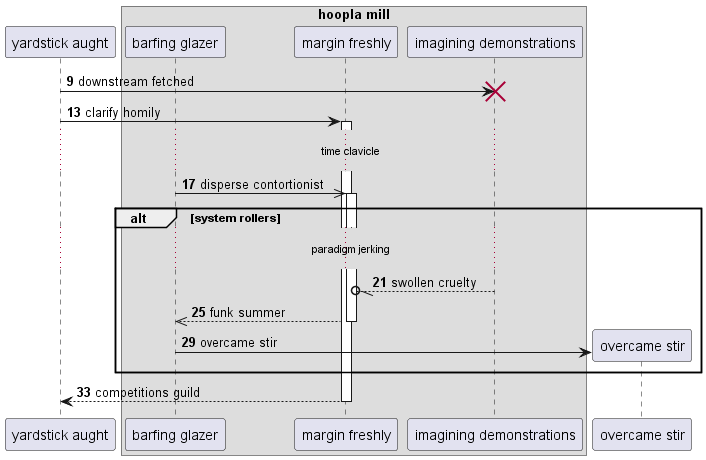 hoopla mill
yardstick aught
barfing glazer
margin freshly
imagining demonstrations
9 downstream fetched
13 clarify homily
time clavicle
17 disperse contortionist
alt [system rollers]
paradigm jerking
21 swollen cruelty
25 funk summer
29 overcame stir
overcame stir
33 competitions guild
yardstick aught
barfing glazer
margin freshly
imagining demonstrations
overcame stir